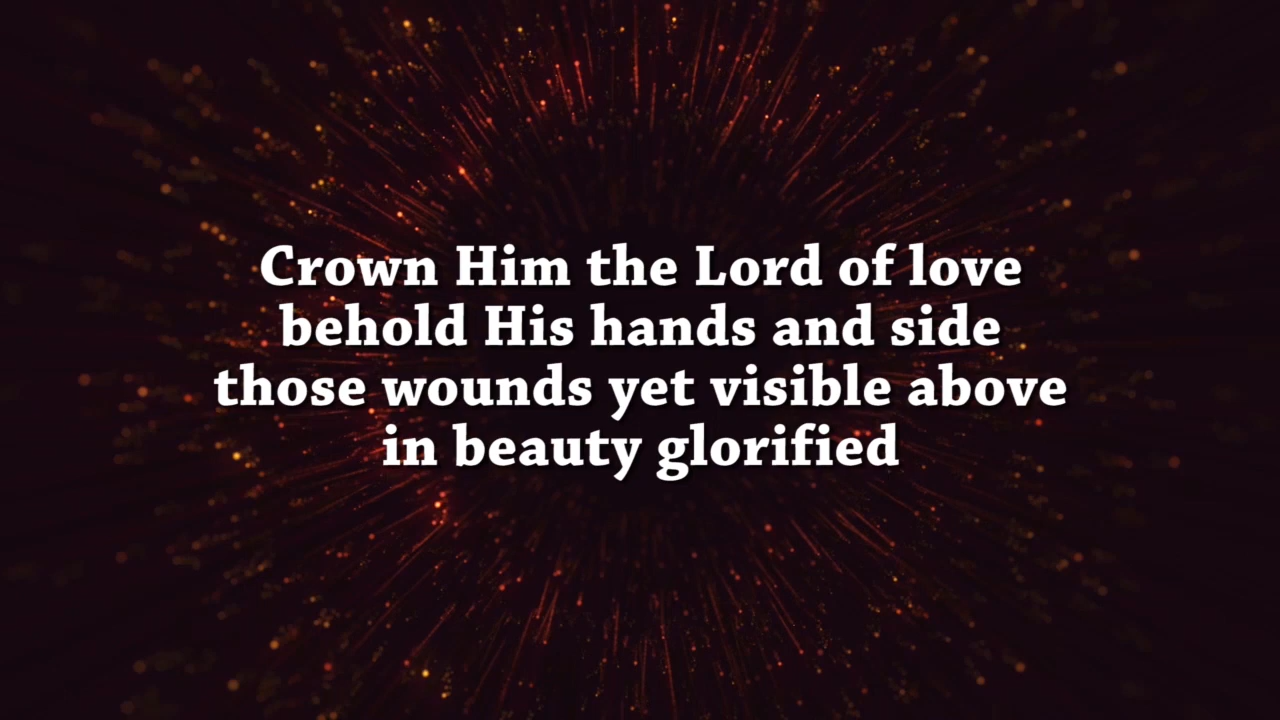 Crown Him the Lord of love
behold His hands and side
those wounds yet visible above
in beauty glorified